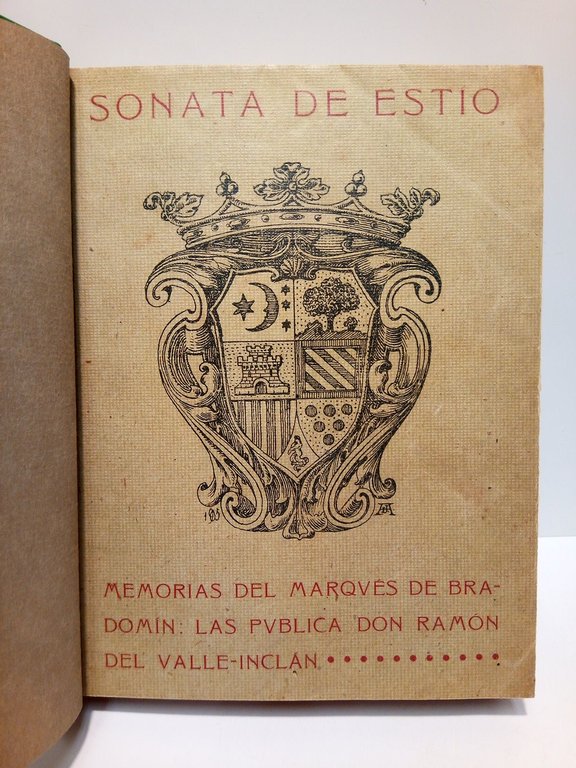 SONATA DE ESTIO
MEMORIAS DEL MARQVÉS DE BRA-
DOMÍN: LAS PVBLICA DON RAMÓN
DEL VALLE-INCLÁN ...........